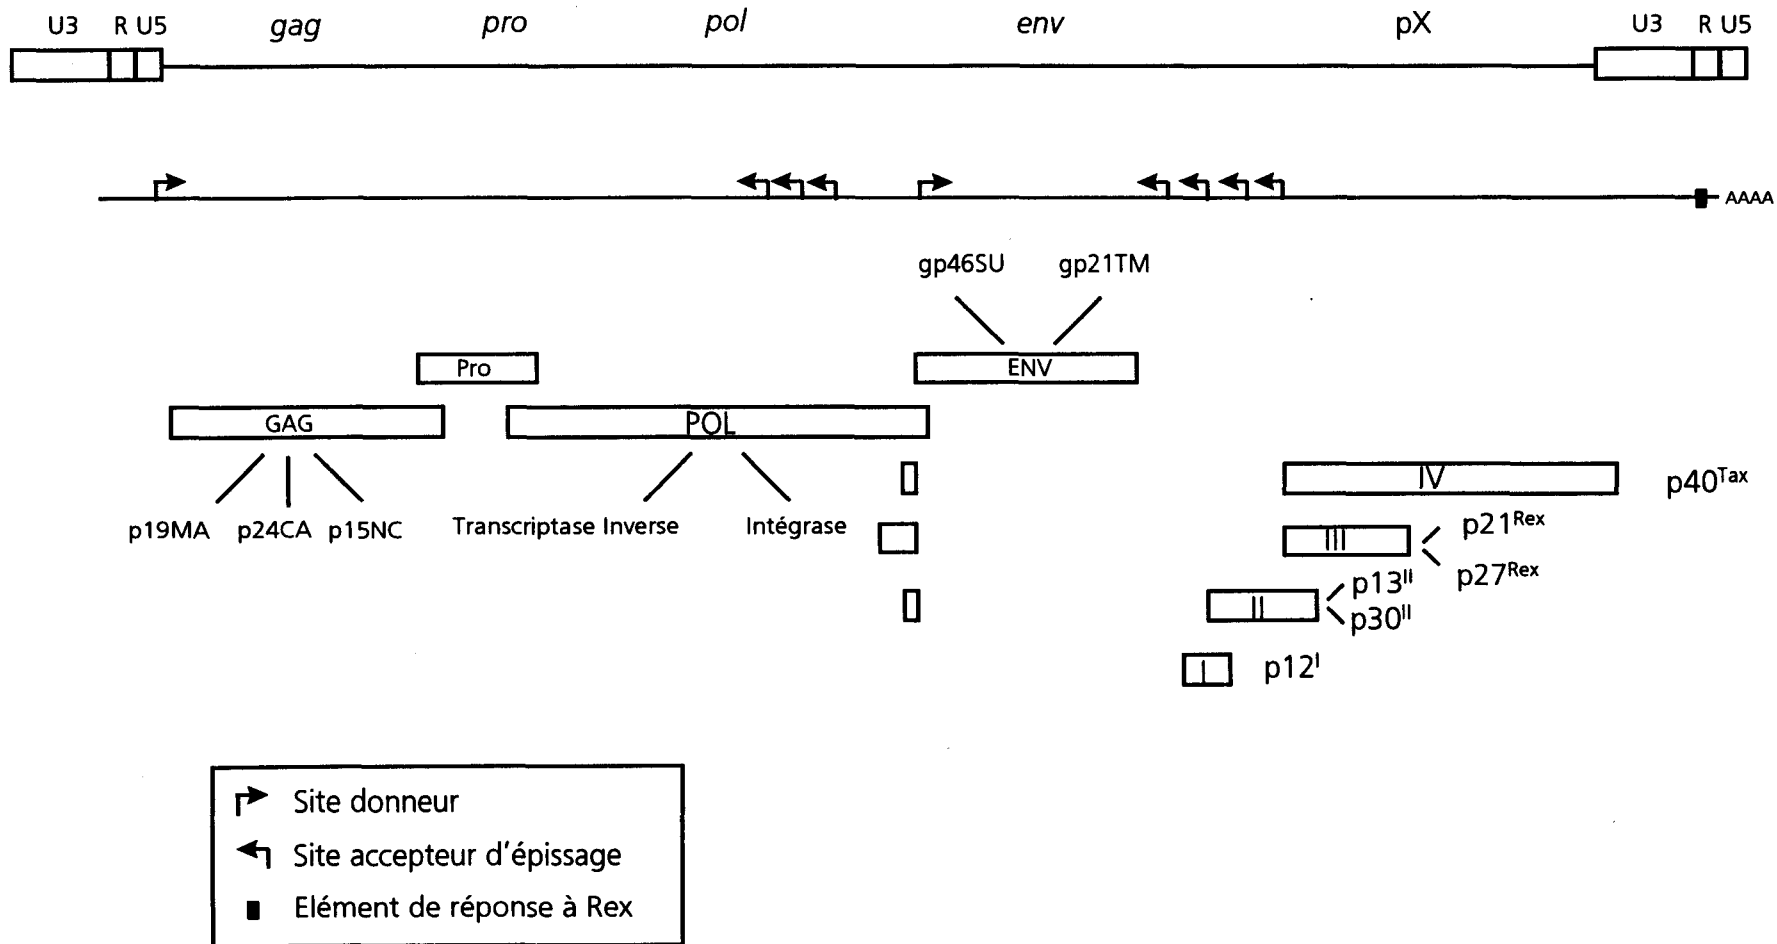 U3 R U5 gag pro pol env pX U3 R U5
AAAA
gp46SU gp21TM
Pro ENV
GAG POL
IV p40Tax
p19MA p24CA p15NC Transcriptase Inverse Intégrase
III p21Rex
p27Rex
II p13II
p30II
I p12I
Site donneur
Site accepteur d'épissage
Elément de réponse à Rex